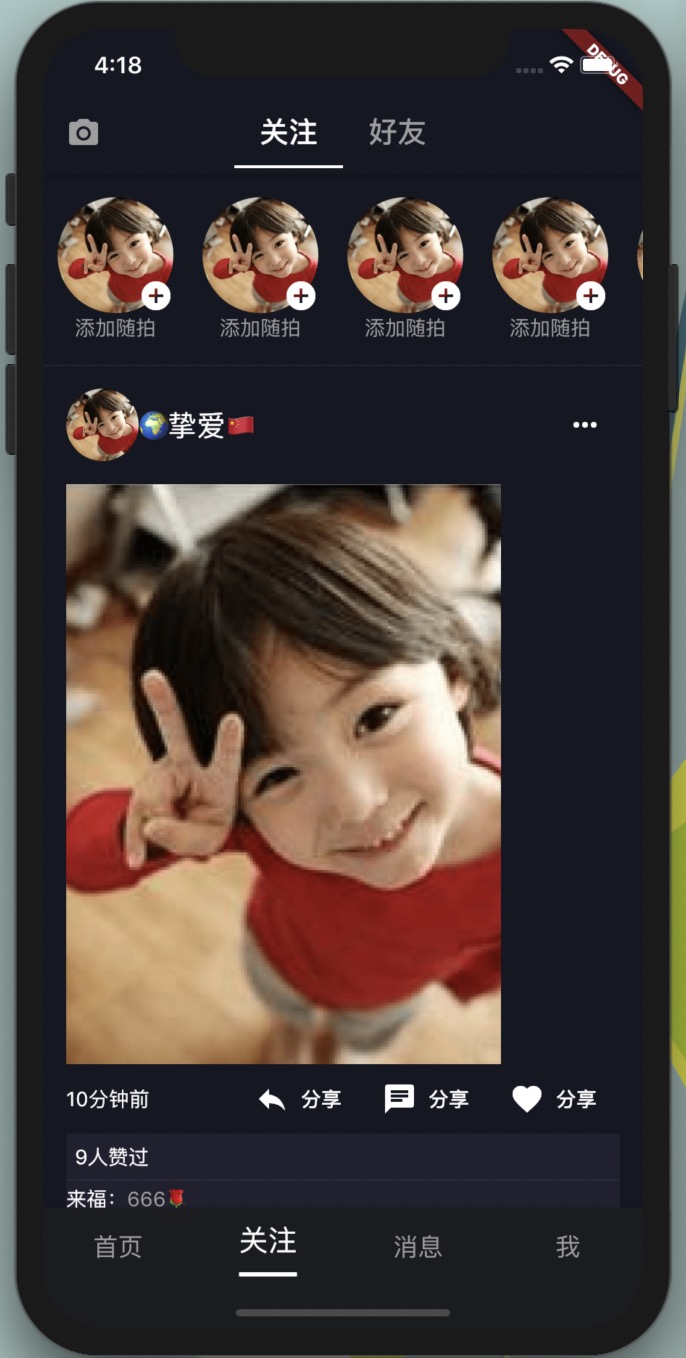 4:18
DEBUG
关注 好友
添加随拍 添加随拍 添加随拍 添加随拍
🌍挚爱🇨🇳
10分钟前 分享 分享 分享
9人赞过
来福：666🌹
首页 关注 消息 我